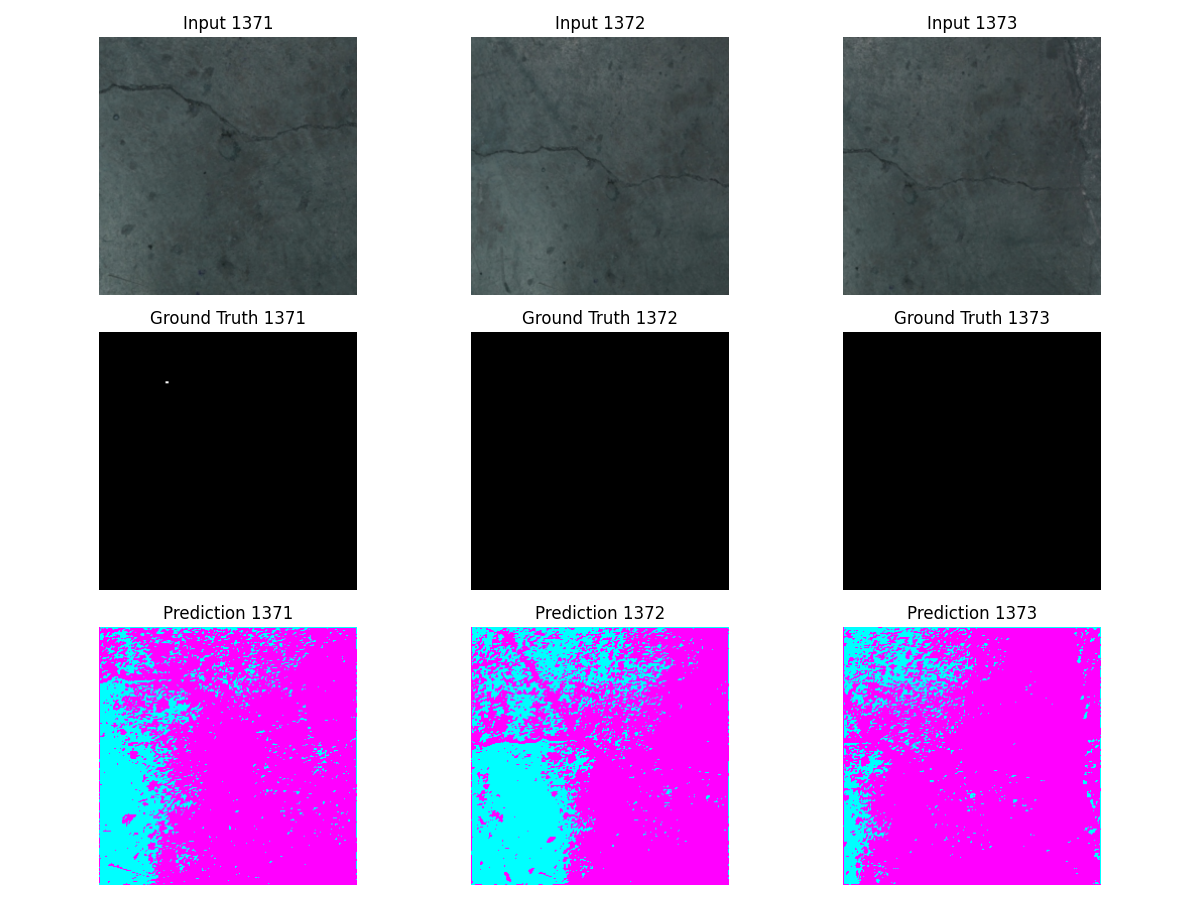 Input 1371
Input 1372
Input 1373
Ground Truth 1371
Ground Truth 1372
Ground Truth 1373
Prediction 1371
Prediction 1372
Prediction 1373